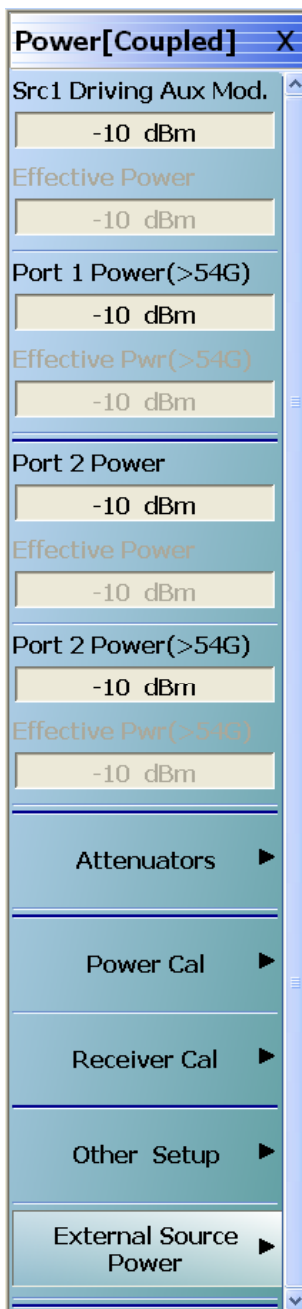 Power[Coupled] X
Src1 Driving Aux Mod.
-10 dBm
Effective Power
-10 dBm
Port 1 Power(>54G)
-10 dBm
Effective Pwr(>54G)
-10 dBm
Port 2 Power
-10 dBm
Effective Power
-10 dBm
Port 2 Power(>54G)
-10 dBm
Effective Pwr(>54G)
-10 dBm
Attenuators
Power Cal
Receiver Cal
Other Setup
External Source
Power